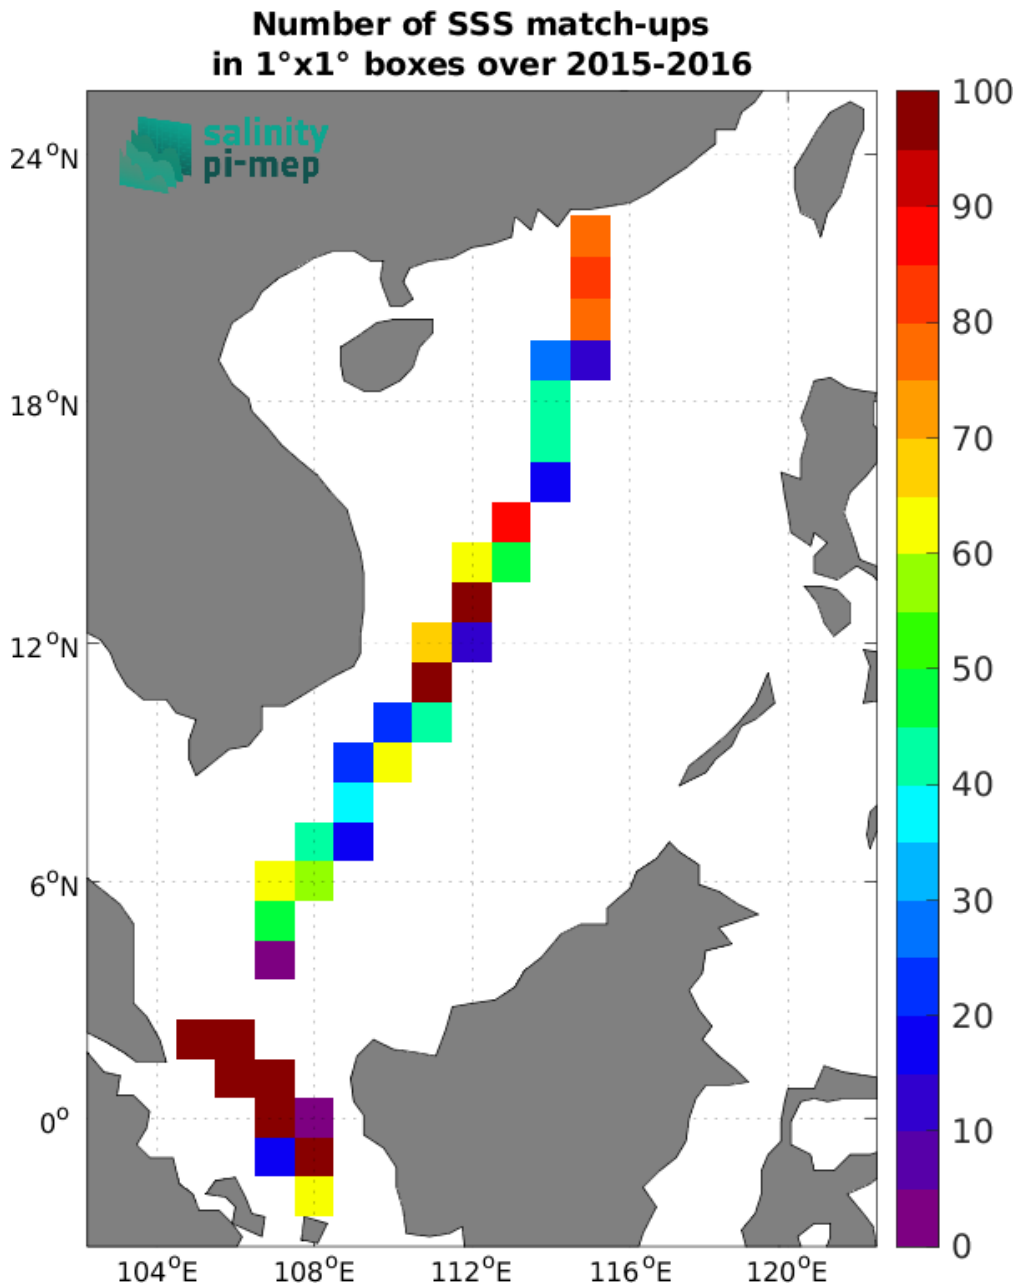 Number of SSS match-ups
in 1°x1° boxes over 2015-2016
salinity
pi-mep
24°N
18°N
12°N
6°N
0°
104°E 108°E 112°E 116°E 120°E
100
90
80
70
60
50
40
30
20
10
0